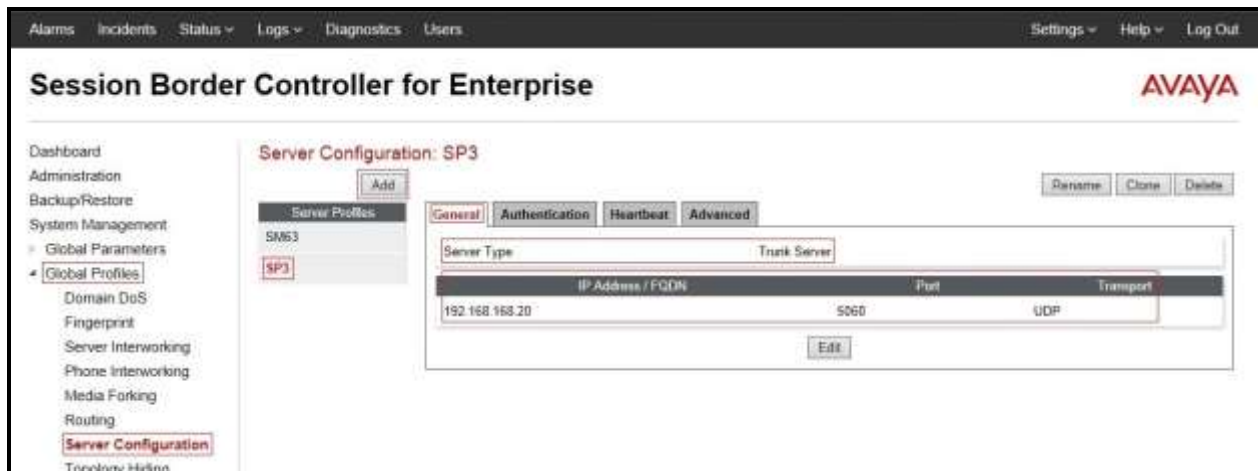 Alarms Incidents Status Logs Diagnostics Users Settings Help Log Out
Session Border Controller for Enterprise
AVAYA
Dashboard
Administration
Backup/Restore
System Management
Global Parameters
Global Profiles
Domain DoS
Fingerprint
Server Interworking
Phone Interworking
Media Forking
Routing
Server Configuration
Topology Hiding
Server Configuration: SP3
Add
Rename Clone Delete
Server Profiles
SM63
SP3
General Authentication Heartbeat Advanced
Server Type Trunk Server
IP Address / FQDN Port Transport
192.168.168.20 5060 UDP
Edit